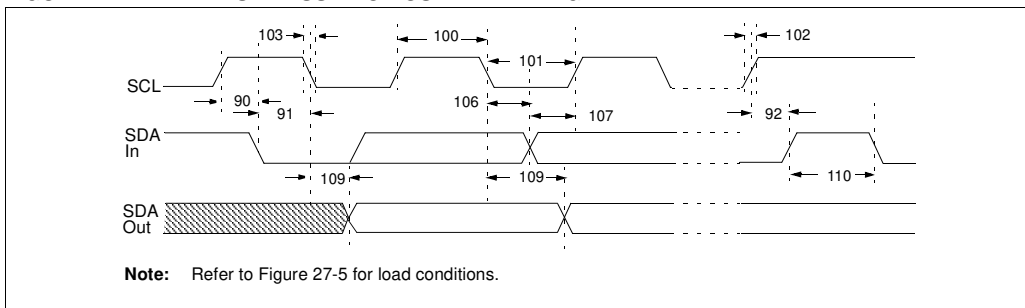 103
100
102
101
SCL
90
91
106
107
92
SDA
In
109
109
110
SDA
Out
Note: Refer to Figure 27-5 for load conditions.